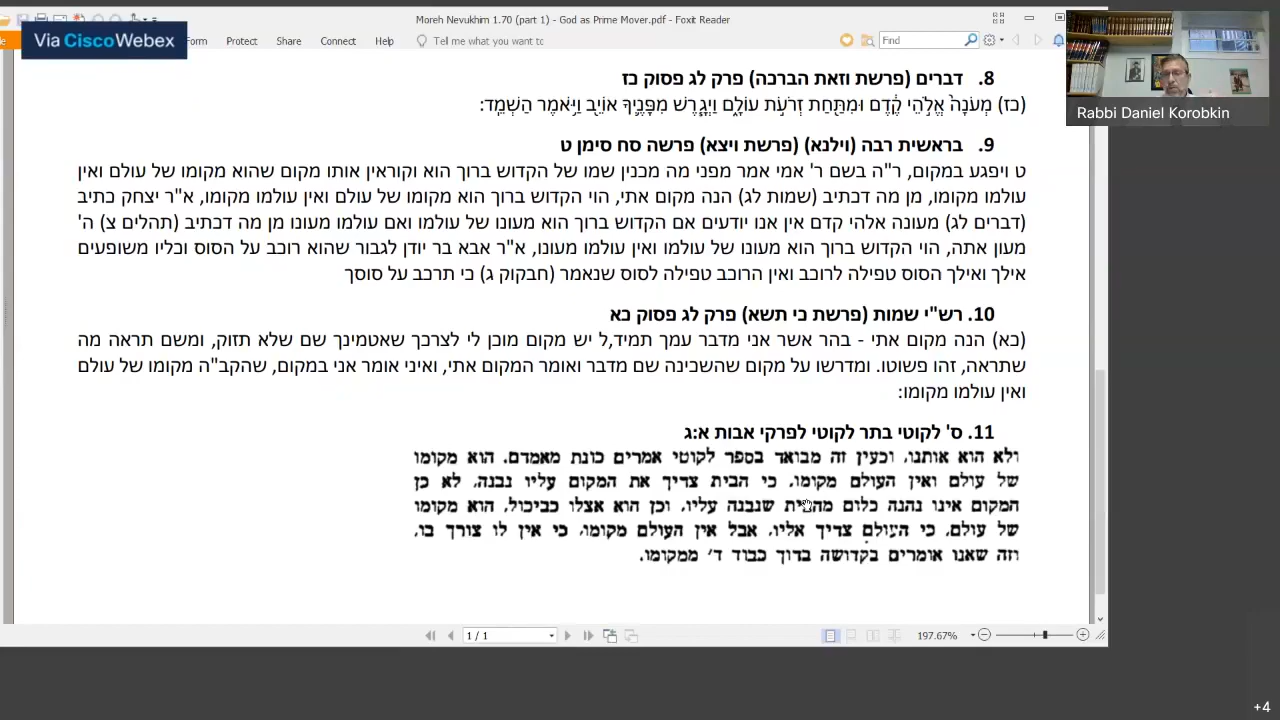 Moreh Nevukhim 1.70 (part 1) - God as Prime Mover.pdf - Foxit Reader
Via CiscoWebex
orm Protect Share Connect Help Tell me what you want to Find
Rabbi Daniel Korobkin
8. דברים (פרשת וזאת הברכה) פרק לג פסוק כז
(כז) מְעֹנָה֙ אֱלֹ֣הֵי קֶ֔דֶם וּמִתַּ֖חַת זְרֹעֹ֣ת עוֹלָ֑ם וַיְגָ֧רֶשׁ מִפָּנֶ֛יךָ אוֹיֵ֖ב וַיֹּ֥אמֶר הַשְׁמֵֽד:
9. בראשית רבה (וילנא) (פרשת ויצא) פרשה סח סימן ט
ט ויפגע במקום, ר"ה בשם ר' אמי אמר מפני מה מכנין שמו של הקדוש ברוך הוא וקוראין אותו מקום שהוא מקומו של עולם ואין
עולמו מקומו, מן מה דכתיב (שמות לג) הנה מקום אתי, הוי הקדוש ברוך הוא מקומו של עולם ואין עולמו מקומו, א"ר יצחק כתיב
(דברים לג) מעונה אלהי קדם אין אנו יודעים אם הקדוש ברוך הוא מעונו של עולמו ואם עולמו מעונו מן מה דכתיב (תהלים צ) ה'
מעון אתה, הוי הקדוש ברוך הוא מעונו של עולמו ואין עולמו מעונו, א"ר אבא בר יודן לגבור שהוא רוכב על הסוס וכליו משופעים
אילך ואילך הסוס טפילה לרוכב ואין הרוכב טפילה לסוס שנאמר (חבקוק ג) כי תרכב על סוסך
10. רש"י שמות (פרשת כי תשא) פרק לג פסוק כא
(כא) הנה מקום אתי - בהר אשר אני מדבר עמך תמיד,ל יש מקום מוכן לי לצרכך שאטמינך שם שלא תזוק, ומשם תראה מה
שתראה, זהו פשוטו. ומדרשו על מקום שהשכינה שם מדבר ואומר המקום אתי, ואיני אומר אני במקום, שהקב"ה מקומו של עולם
ואין עולמו מקומו:
11. ס' לקוטי בתר לקוטי לפרקי אבות א:ג
ולא הוא אותנו, וכעין זה מבואר בספר לקוטי אמרים כונת מאמדם. הוא מקומו
של עולם ואין העולם מקומו, כי הבית צדיך את המקום עליו נבנה, לא כן
המקום אינו נהנה כלום מהבית שנבנה עליו, וכן הוא אצלו כביכול, הוא מקומו
של עולם, כי העולם צדיך אליו, אבל אין העולם מקומו, כי אין לו צורך בו,
וזה שאנו אומרים בקדושה בדוך כבוד ד׳ ממקומו.
1 / 1 197.67%
+4